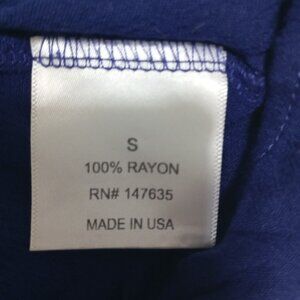 S
100% RAYON
RN# 147635
MADE IN USA